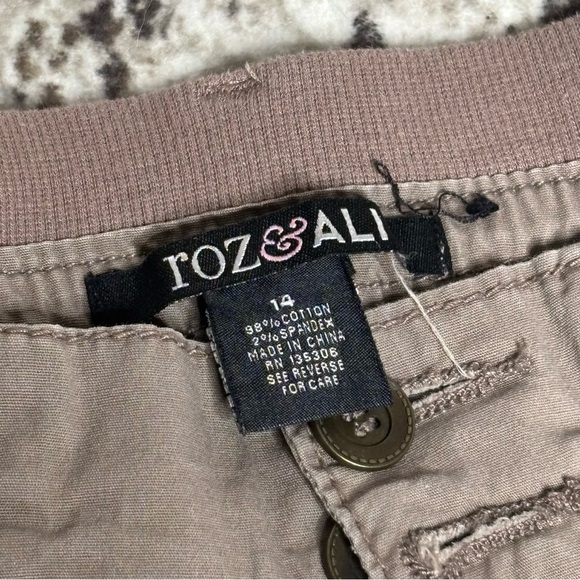 roz&ALI
14
98% COTTON
2% SPANDEX
MADE IN CHINA
RN 135306
SEE REVERSE
FOR CARE